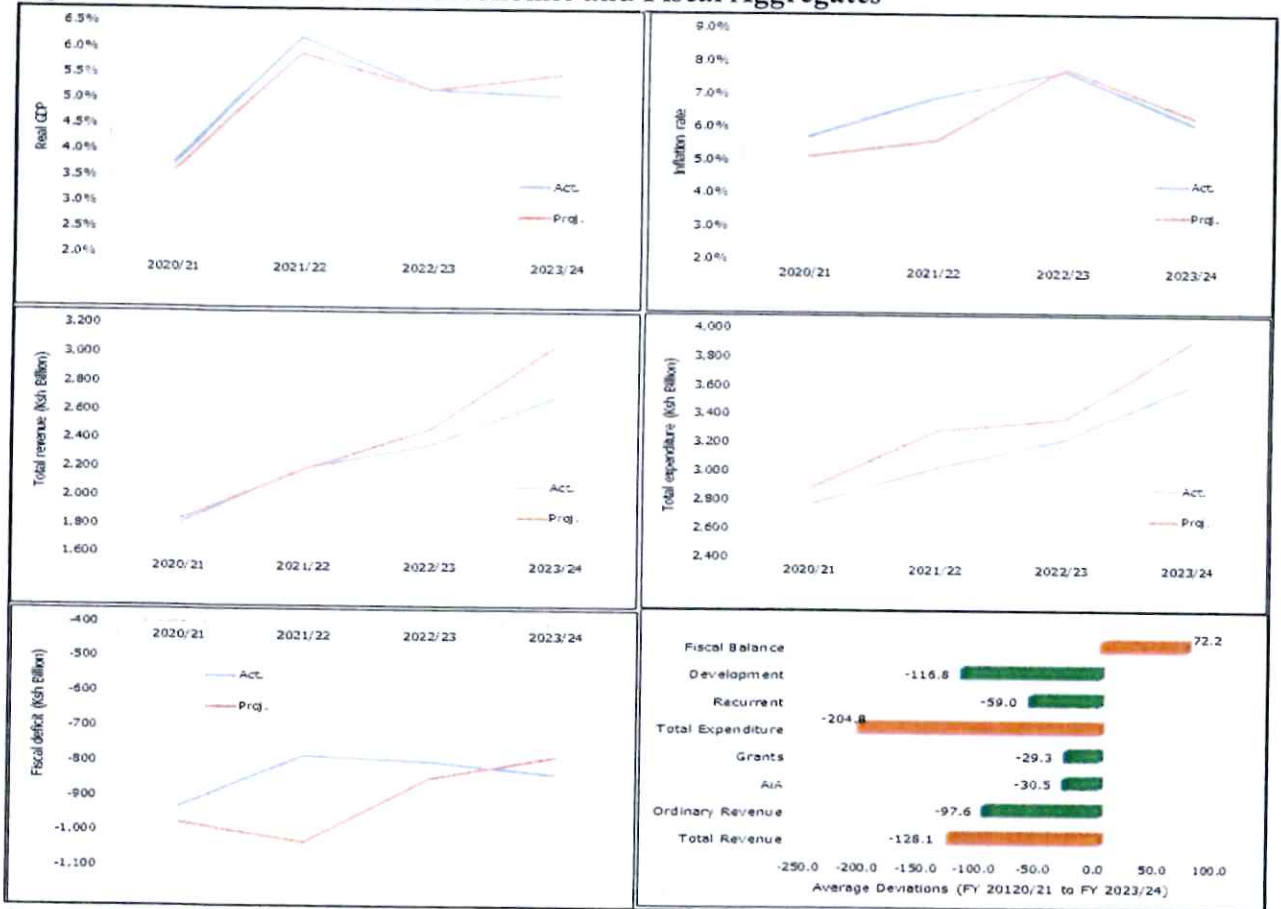 and Fiscal Aggregates
6.5%
6.0%
5.5%
5.0%
4.5%
4.0%
3.5%
3.0%
2.5%
2.0%
Real GDP
Act.
Proj.
2020/21 2021/22 2022/23 2023/24
9.0%
8.0%
7.0%
6.0%
5.0%
4.0%
3.0%
2.0%
Inflation rate
Act.
Proj.
2020/21 2021/22 2022/23 2023/24
3,200
3,000
2,800
2,600
2,400
2,200
2,000
1,800
1,600
Total revenue (Ksh Billion)
Act.
Proj.
2020/21 2021/22 2022/23 2023/24
4,000
3,800
3,600
3,400
3,200
3,000
2,800
2,600
2,400
Total expenditure (Ksh Billion)
Act.
Proj.
2020/21 2021/22 2022/23 2023/24
-400
-500
-600
-700
-800
-900
-1,000
-1,100
Fiscal deficit (Ksh Billion)
2020/21 2021/22 2022/23 2023/24
Act.
Proj.
Fiscal Balance 72.2
Development -116.8
Recurrent -59.0
Total Expenditure -204.8
Grants -29.3
AiA -30.5
Ordinary Revenue -97.6
Total Revenue -128.1
-250.0 -200.0 -150.0 -100.0 -50.0 0.0 50.0 100.0
Average Deviations (FY 20120/21 to FY 2023/24)